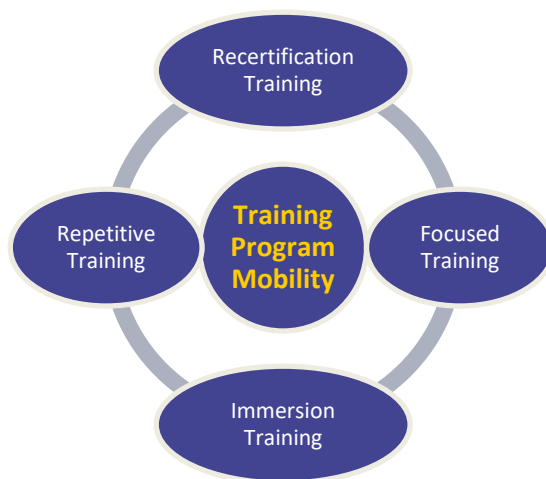 Recertification
Training
Repetitive
Training
Training
Program
Mobility
Focused
Training
Immersion
Training